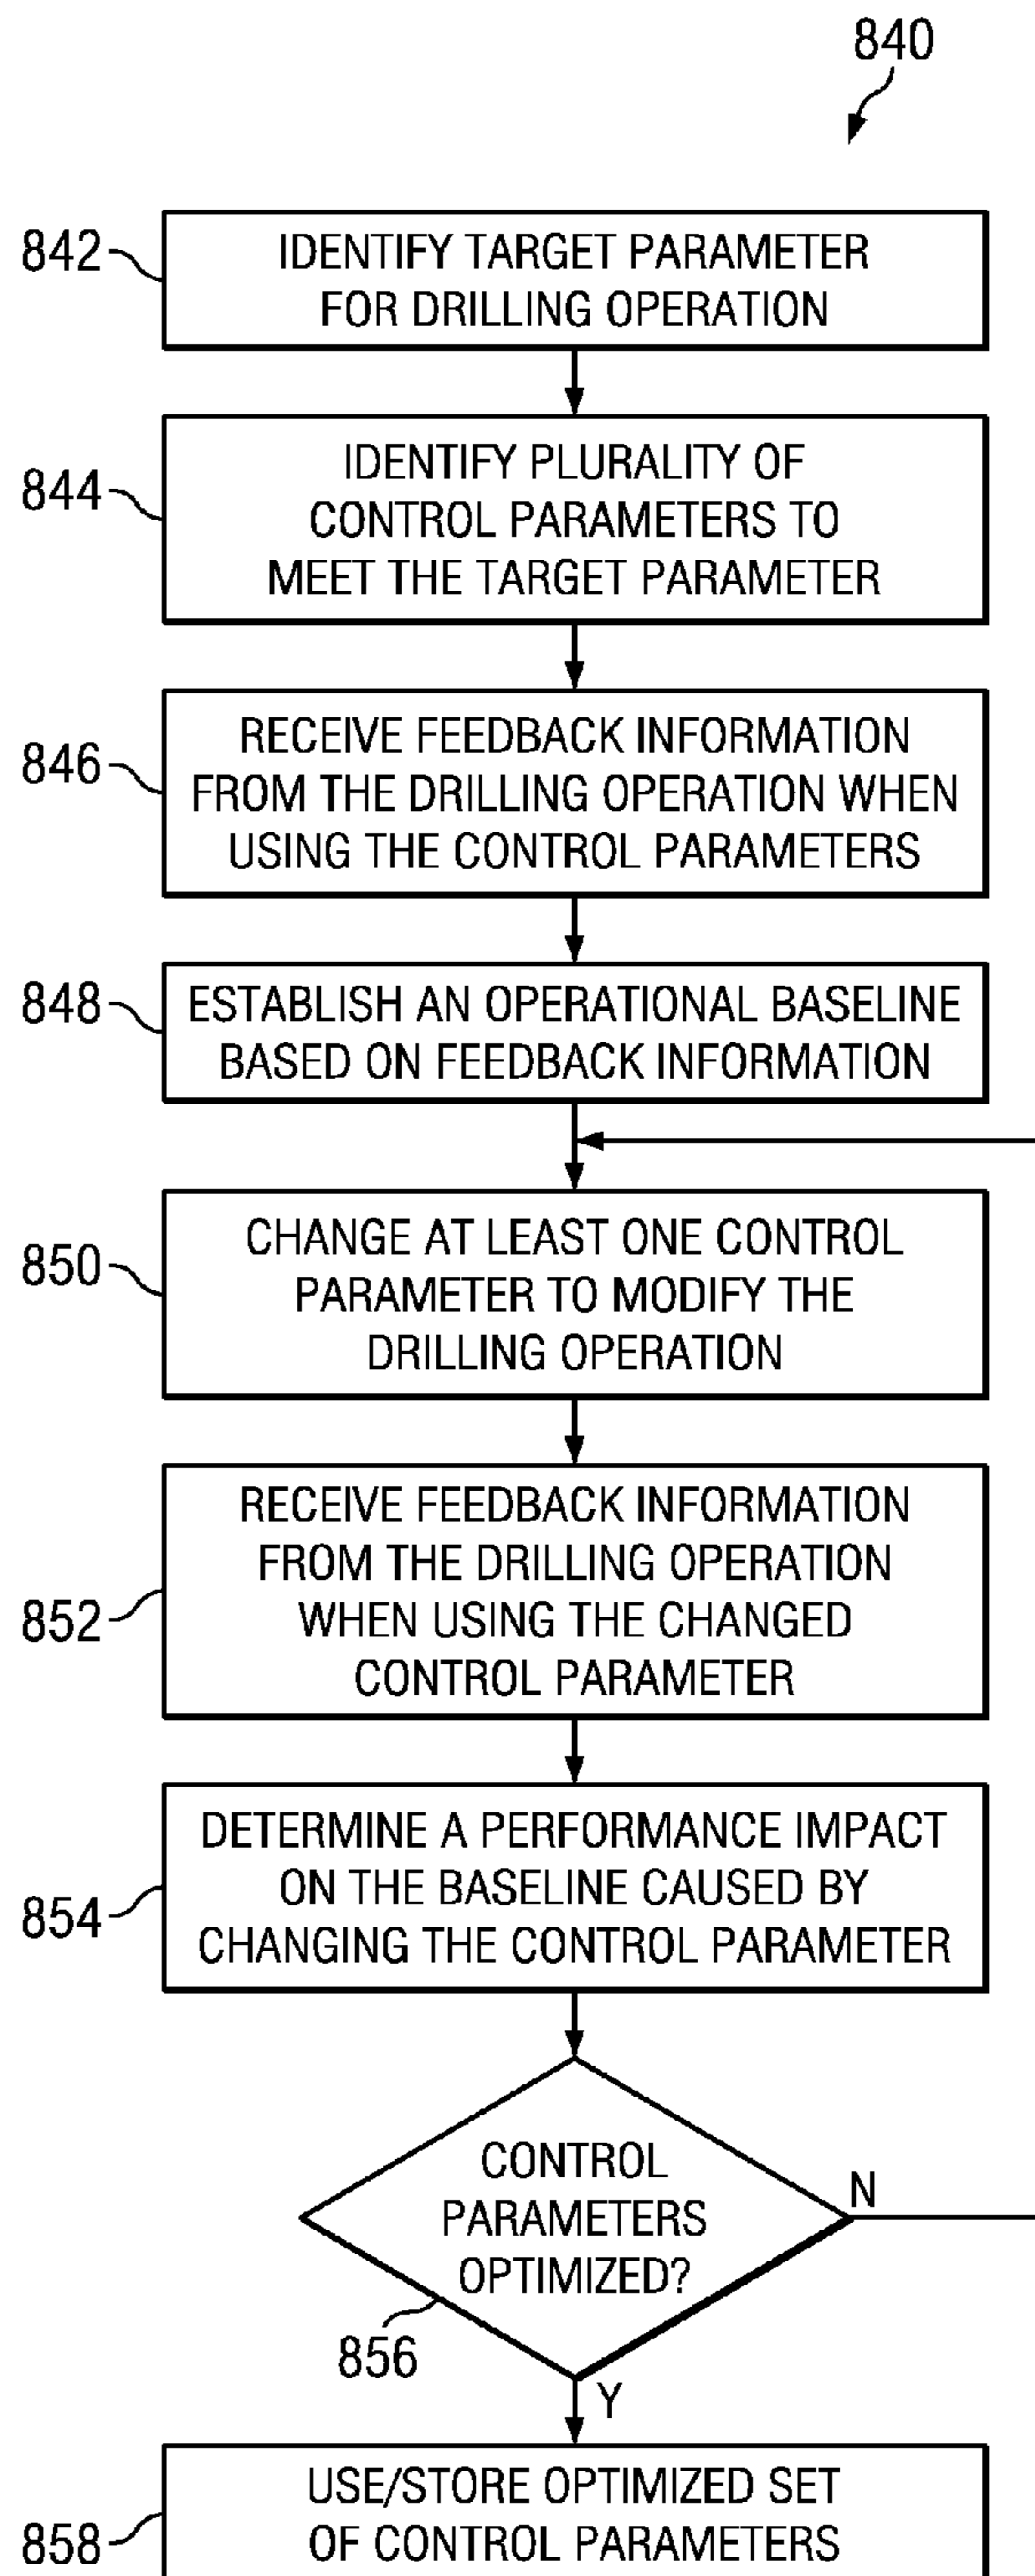 840
842
IDENTIFY TARGET PARAMETER
FOR DRILLING OPERATION
844
IDENTIFY PLURALITY OF
CONTROL PARAMETERS TO
MEET THE TARGET PARAMETER
846
RECEIVE FEEDBACK INFORMATION
FROM THE DRILLING OPERATION WHEN
USING THE CONTROL PARAMETERS
848
ESTABLISH AN OPERATIONAL BASELINE
BASED ON FEEDBACK INFORMATION
850
CHANGE AT LEAST ONE CONTROL
PARAMETER TO MODIFY THE
DRILLING OPERATION
852
RECEIVE FEEDBACK INFORMATION
FROM THE DRILLING OPERATION
WHEN USING THE CHANGED
CONTROL PARAMETER
854
DETERMINE A PERFORMANCE IMPACT
ON THE BASELINE CAUSED BY
CHANGING THE CONTROL PARAMETER
CONTROL
PARAMETERS
OPTIMIZED?
N
856
Y
858
USE/STORE OPTIMIZED SET
OF CONTROL PARAMETERS